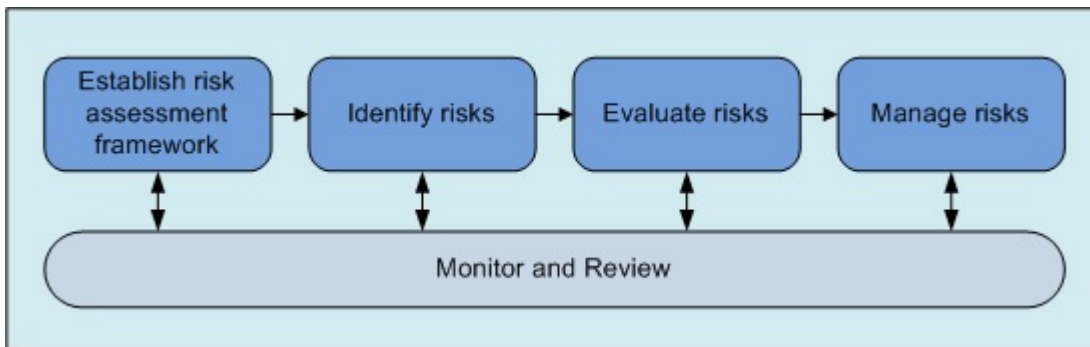 Establish risk
assessment
framework
Identify risks
Evaluate risks
Manage risks
Monitor and Review